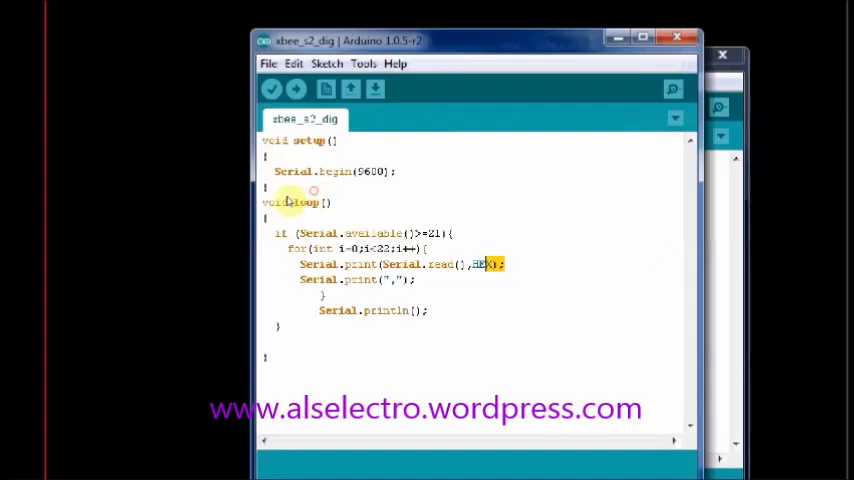 xbee_s2_dig | Arduino 1.0.5-r2
File Edit Sketch Tools Help
xbee_s2_dig
void setup()
{
Serial.begin(9600);
}
void loop()
{
if (Serial.available()>=21){
for(int i=0;i<22;i++){
Serial.print(Serial.read(),HEX);
Serial.print(",");
}
Serial.println();
}
}
www.alselectro.wordpress.com